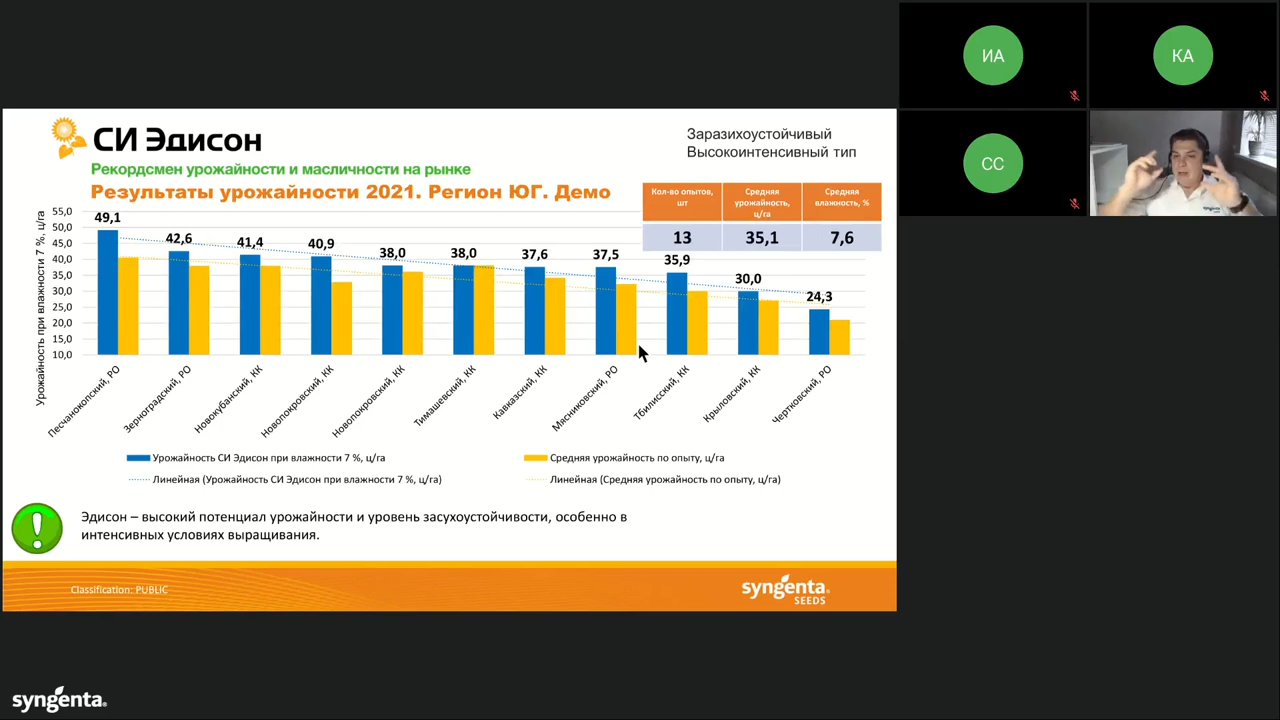 СИ Эдисон
Рекордсмен урожайности и масличности на рынке
Результаты урожайности 2021. Регион ЮГ. Демо
Заразихоустойчивый
Высокоинтенсивный тип
Кол-во опытов, шт
Средняя урожайность, ц/га
Средняя влажность, %
13
35,1
7,6
Урожайность при влажности 7 %, ц/га
55,0
50,0
45,0
40,0
35,0
30,0
25,0
20,0
15,0
10,0
49,1
42,6
41,4
40,9
38,0
38,0
37,6
37,5
35,9
30,0
24,3
Песчанокопский, РО
Зерноградский, РО
Новокубанский, КК
Новопокровский, КК
Новопокровский, КК
Тимашевский, КК
Кавказский, КК
Мясниковский, РО
Тбилисский, КК
Крыловский, КК
Чертковский, РО
Урожайность СИ Эдисон при влажности 7 %, ц/га
Средняя урожайность по опыту, ц/га
Линейная (Урожайность СИ Эдисон при влажности 7 %, ц/га)
Линейная (Средняя урожайность по опыту, ц/га)
Эдисон – высокий потенциал урожайности и уровень засухоустойчивости, особенно в
интенсивных условиях выращивания.
Classification: PUBLIC
syngenta
SEEDS
syngenta
ИА
КА
СС